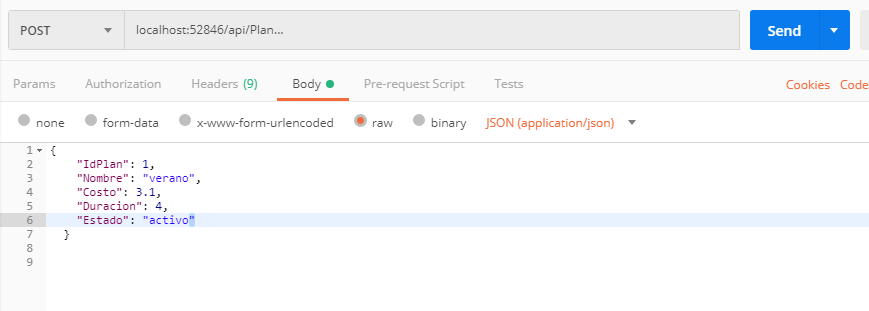 POST localhost:52846/api/Plan... Send
Params Authorization Headers (9) Body Pre-request Script Tests Cookies Code
none form-data x-www-form-urlencoded raw binary JSON (application/json)
1 {
2 "IdPlan": 1,
3 "Nombre": "verano",
4 "Costo": 3.1,
5 "Duracion": 4,
6 "Estado": "activo"
7 }
8
9